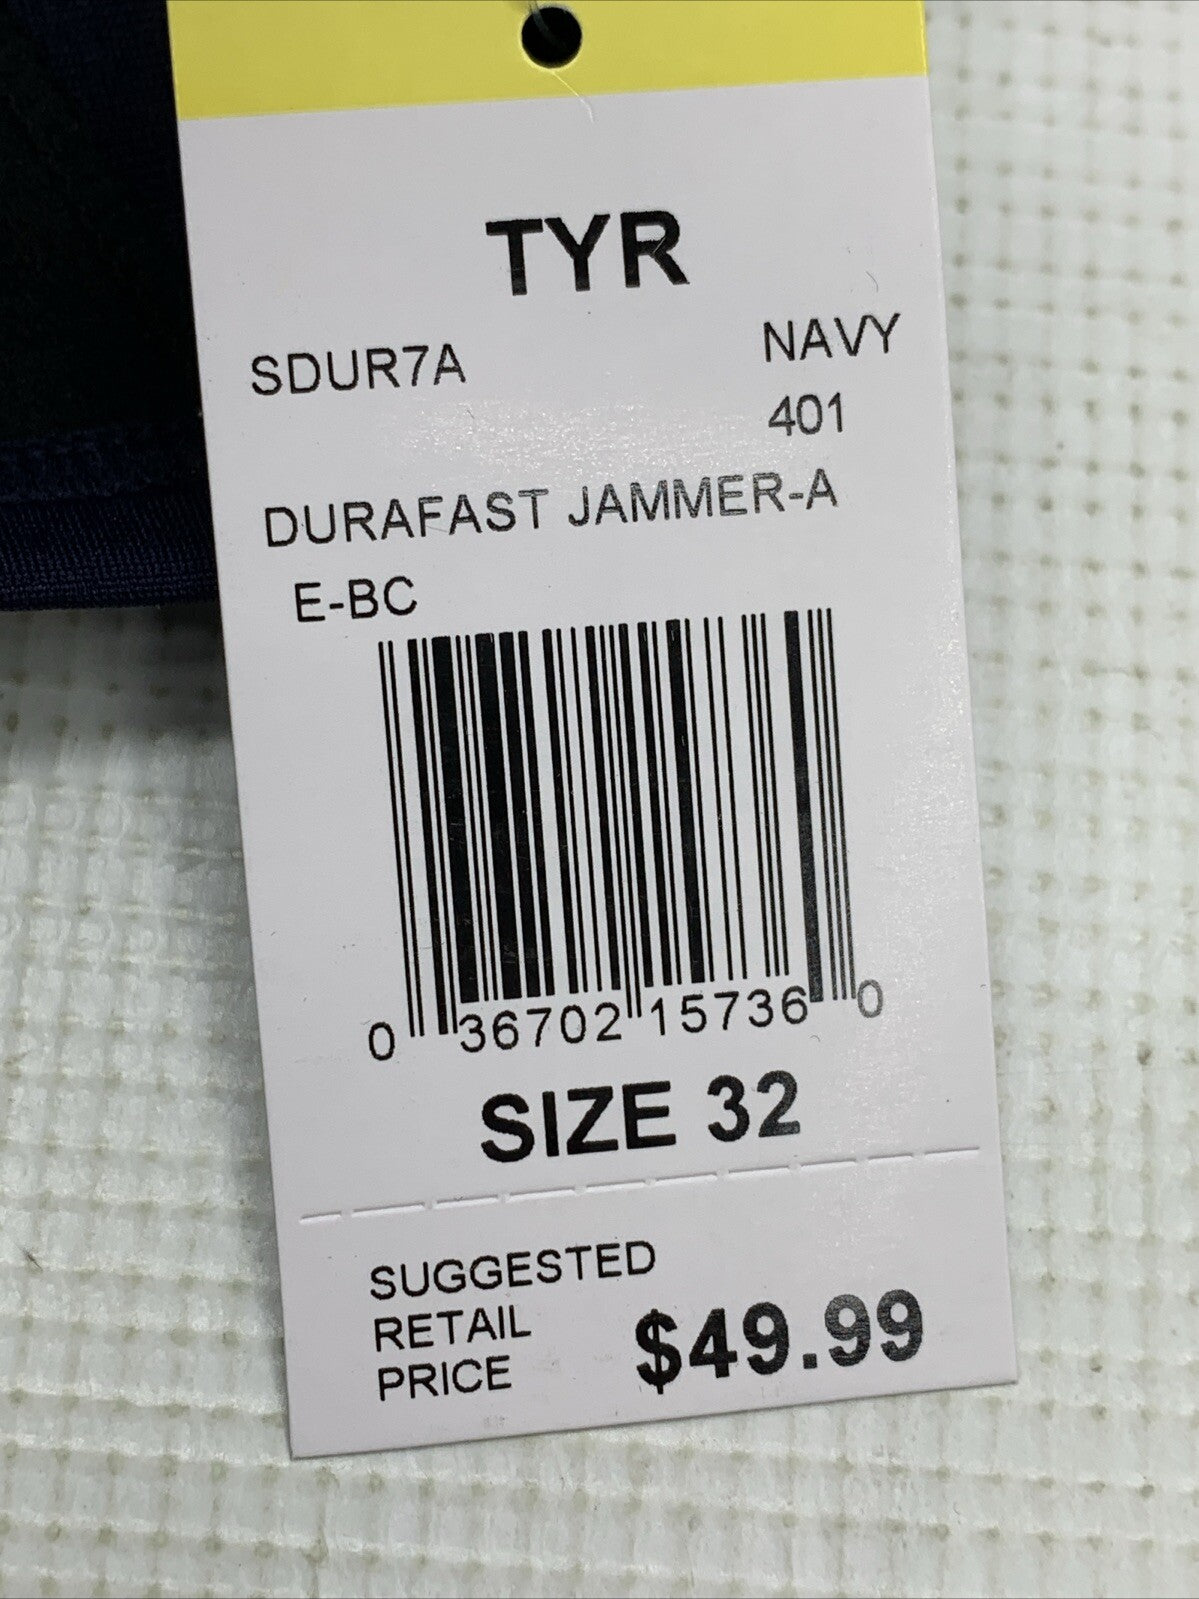 TYR
SDUR7A NAVY
401
DURAFAST JAMMER-A
E-BC
0 36702 15736 0
SIZE 32
SUGGESTED
RETAIL
PRICE $49.99